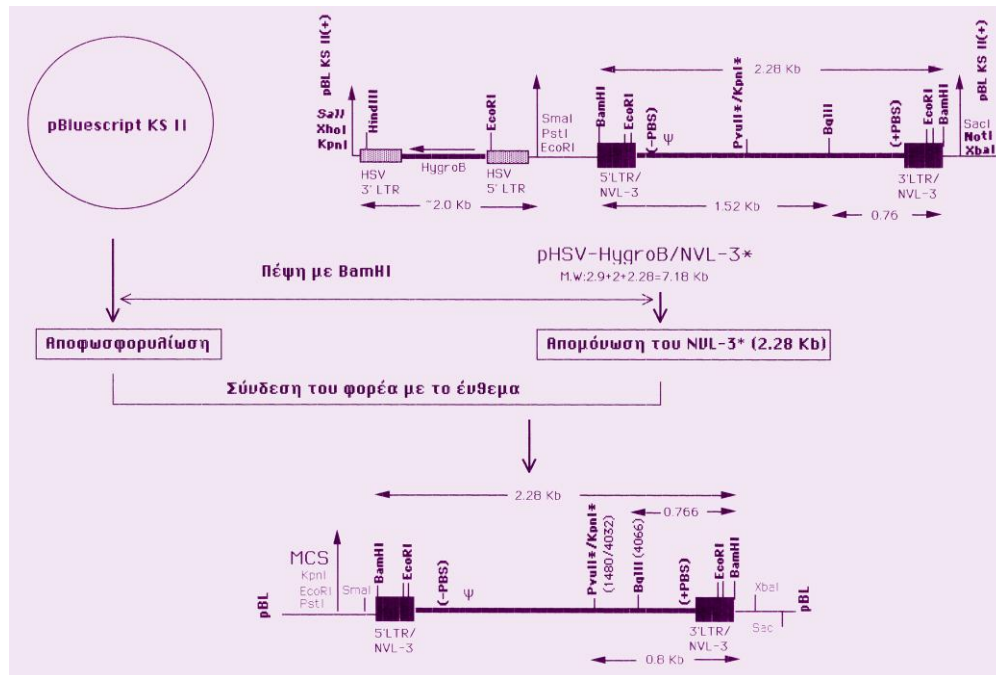 pBluescript KS II
pBL KS II(+)
SalI
XhoI
KpnI
HindIII
HygroB
EcoRI
HSV
3' LTR
HSV
5' LTR
~2.0 Kb
SmaI
PstI
EcoRI
2.28 Kb
BamHI
EcoRI
(-PBS)
Ψ
PvuII*/KpnI*
BglII
(+PBS)
EcoRI
BamHI
pBL KS II(+)
SacI
NotI
XbaI
5'LTR/
NVL-3
3'LTR/
NVL-3
1.52 Kb
0.76
pHSV-HygroB/NVL-3*
M.W:2.9+2+2.28=7.18 Kb
Πέψη με BamHI
Αποφωσφορυλίωση
Απομόνωση του NVL-3* (2.28 Kb)
Σύνδεση του φορέα με το ένθεμα
2.28 Kb
0.766
MCS
KpnI
EcoRI
PstI
SmaI
BamHI
EcoRI
(-PBS)
Ψ
PvuII*/KpnI*
(1480/4032)
BglII (4066)
(+PBS)
EcoRI
BamHI
XbaI
Sac
pBL
pBL
5'LTR/
NVL-3
3'LTR/
NVL-3
0.8 Kb